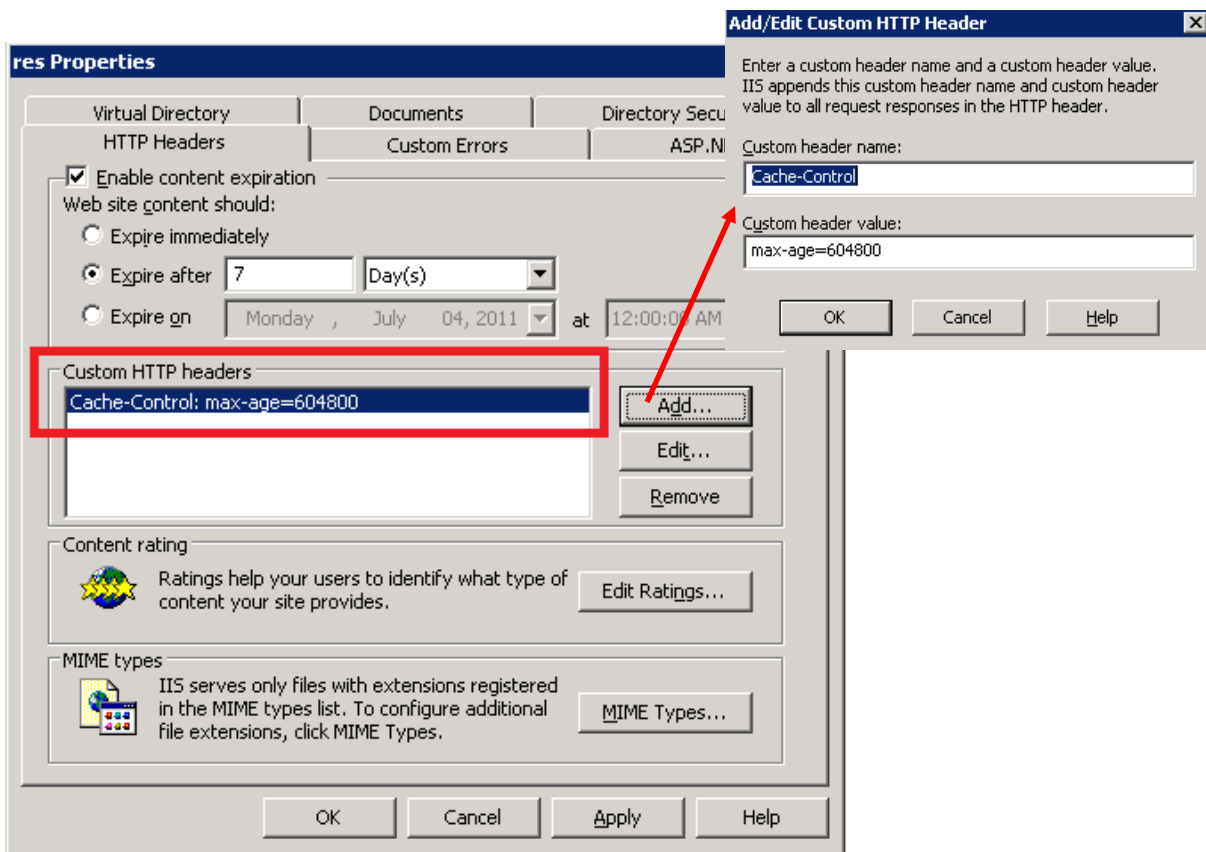 Add/Edit Custom HTTP Header
Enter a custom header name and a custom header value.
IIS appends this custom header name and custom header
value to all request responses in the HTTP header.
Custom header name:
Cache-Control
Custom header value:
max-age=604800
OK Cancel Help
res Properties
Virtual Directory Documents Directory Secu
HTTP Headers Custom Errors ASP.N
Enable content expiration
Web site content should:
Expire immediately
Expire after 7 Day(s)
Expire on Monday , July 04, 2011 at 12:00:00 AM
Custom HTTP headers
Cache-Control: max-age=604800
Add...
Edit...
Remove
Content rating
Ratings help your users to identify what type of
content your site provides.
Edit Ratings...
MIME types
IIS serves only files with extensions registered
in the MIME types list. To configure additional
file extensions, click MIME Types.
MIME Types...
OK Cancel Apply Help